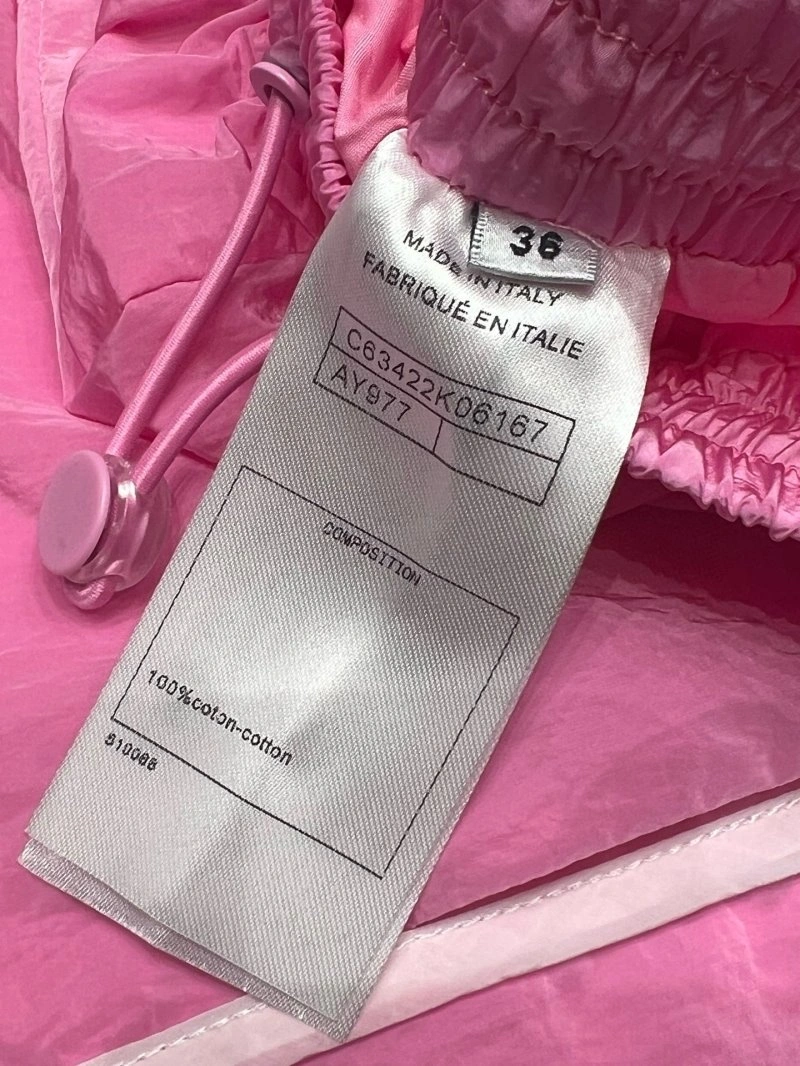 36
MADE IN ITALY
FABRIQUÉ EN ITALIE
C63422K06167
AY977
COMPOSITION
100%coton-cotton
510088